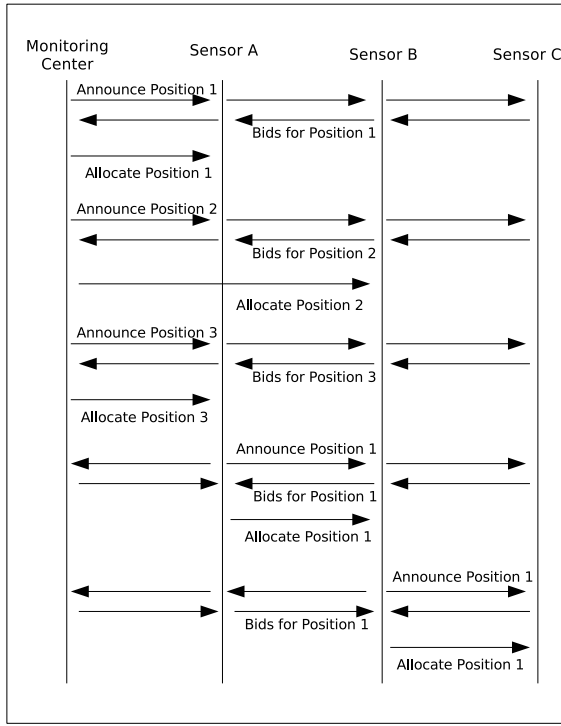 Monitoring
Center
Sensor A
Sensor B
Sensor C
Announce Position 1
Bids for Position 1
Allocate Position 1
Announce Position 2
Bids for Position 2
Allocate Position 2
Announce Position 3
Bids for Position 3
Allocate Position 3
Announce Position 1
Bids for Position 1
Allocate Position 1
Announce Position 1
Bids for Position 1
Allocate Position 1